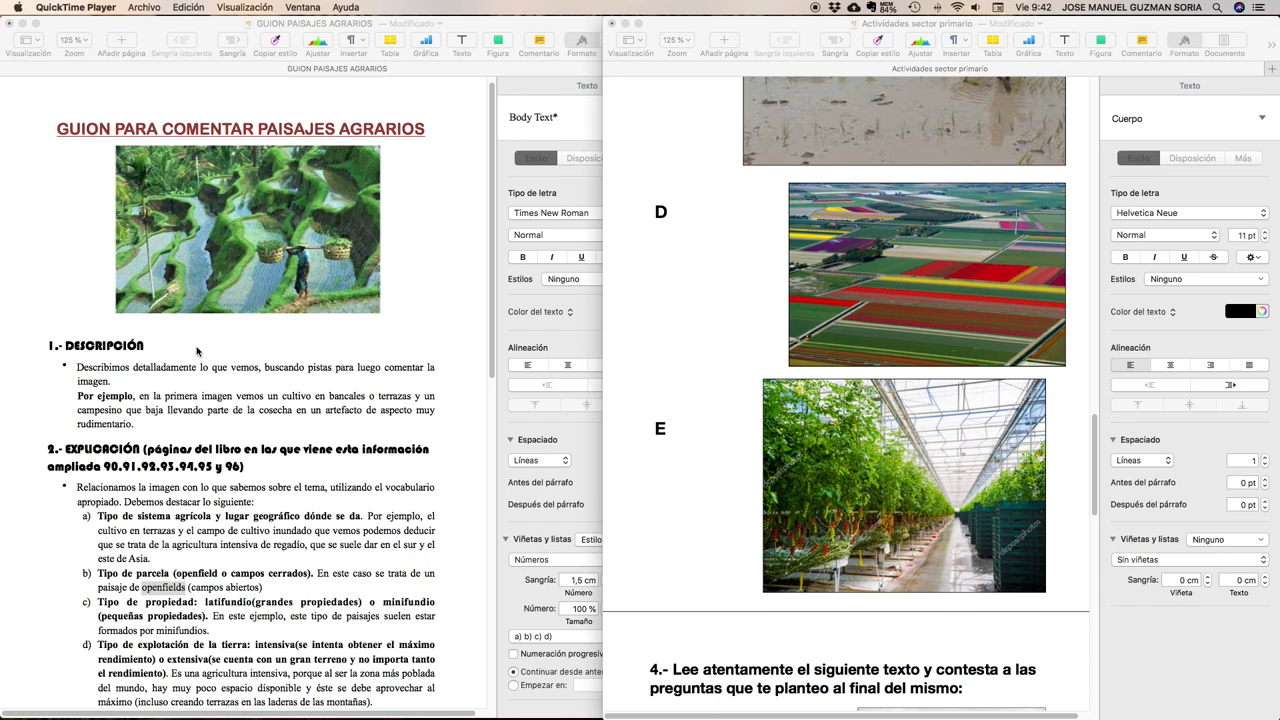 QuickTime Player Archivo Edición Visualización Ventana Ayuda
MEM 84% Vie 9:42 JOSE MANUEL GUZMAN SORIA
GUION PAISAJES AGRARIOS — Modificado
125 %
Visualización Zoom Añadir página Sangría izquierda Sangría Copiar estilo Ajustar Insertar Tabla Gráfica Texto Figura Comentario Formato
GUION PAISAJES AGRARIOS
GUION PARA COMENTAR PAISAJES AGRARIOS
1.- DESCRIPCIÓN
• Describimos detalladamente lo que vemos, buscando pistas para luego comentar la
imagen.
Por ejemplo, en la primera imagen vemos un cultivo en bancales o terrazas y un
campesino que baja llevando parte de la cosecha en un artefacto de aspecto muy
rudimentario.
2.- EXPLICACIÓN (páginas del libro en las que viene esta información
ampliada 90,91,92,93,94,95 y 96)
• Relacionamos la imagen con lo que sabemos sobre el tema, utilizando el vocabulario
apropiado. Debemos destacar lo siguiente:
a) Tipo de sistema agrícola y lugar geográfico dónde se da. Por ejemplo, el
cultivo en terrazas y el campo de cultivo inundado que vemos podemos deducir
que se trata de la agricultura intensiva de regadío, que se suele dar en el sur y el
este de Asia.
b) Tipo de parcela (openfield o campos cerrados). En este caso se trata de un
paisaje de openfields (campos abiertos)
c) Tipo de propiedad: latifundio(grandes propiedades) o minifundio
(pequeñas propiedades). En este ejemplo, este tipo de paisajes suelen estar
formados por minifundios.
d) Tipo de explotación de la tierra: intensiva(se intenta obtener el máximo
rendimiento) o extensiva(se cuenta con un gran terreno y no importa tanto
el rendimiento). Es una agricultura intensiva, porque al ser la zona más poblada
del mundo, hay muy poco espacio disponible y éste se debe aprovechar al
máximo (incluso creando terrazas en las laderas de las montañas).
Texto
Body Text*
Estilo Disposici
Tipo de letra
Times New Roman
Normal
B I U
Estilos Ninguno
Color del texto
Alineación
Espaciado
Líneas
Antes del párrafo
Después del párrafo
Viñetas y listas Estilo
Números
Sangría: 1,5 cm
Número
Número: 100 %
Tamaño
a) b) c) d)
Numeración progresiv
Continuar desde ante
Empezar en:
Actividades sector primario — Modificado
125 %
Visualización Zoom Añadir página Sangría izquierda Sangría Copiar estilo Ajustar Insertar Tabla Gráfica Texto Figura Comentario Formato Documento
Actividades sector primario
D
E
depositphotos
4.- Lee atentamente el siguiente texto y contesta a las
preguntas que te planteo al final del mismo:
Texto
Cuerpo
Estilo Disposición Más
Tipo de letra
Helvetica Neue
Normal 11 pt
B I U S
Estilos Ninguno
Color del texto
Alineación
Espaciado
Líneas 1
Antes del párrafo 0 pt
Después del párrafo 0 pt
Viñetas y listas Ninguno
Sin viñetas
Sangría: 0 cm 0 cm
Viñeta Texto